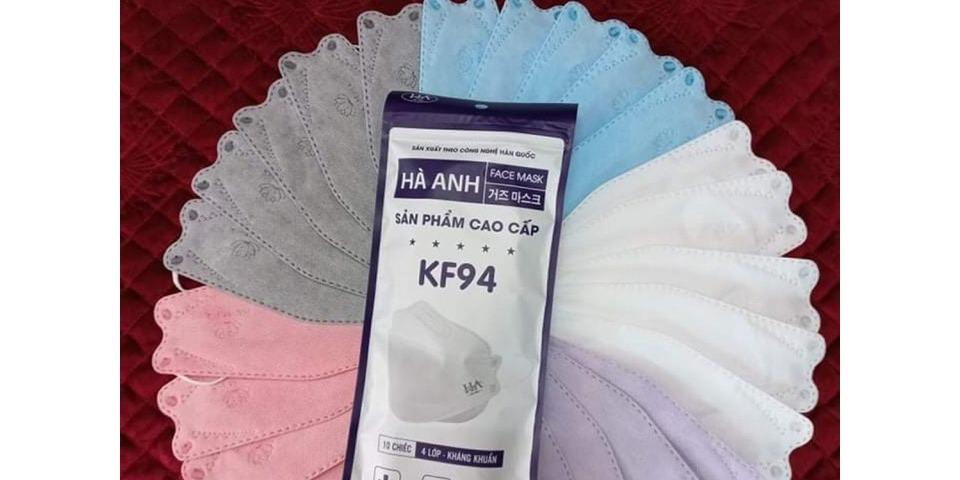 HA
SẢN XUẤT THEO CÔNG NGHỆ HÀN QUỐC
HÀ ANH
FACE MASK
거즈 마스크
SẢN PHẨM CAO CẤP
KF94
HA
10 CHIẾC
4 LỚP - KHÁNG KHUẨN